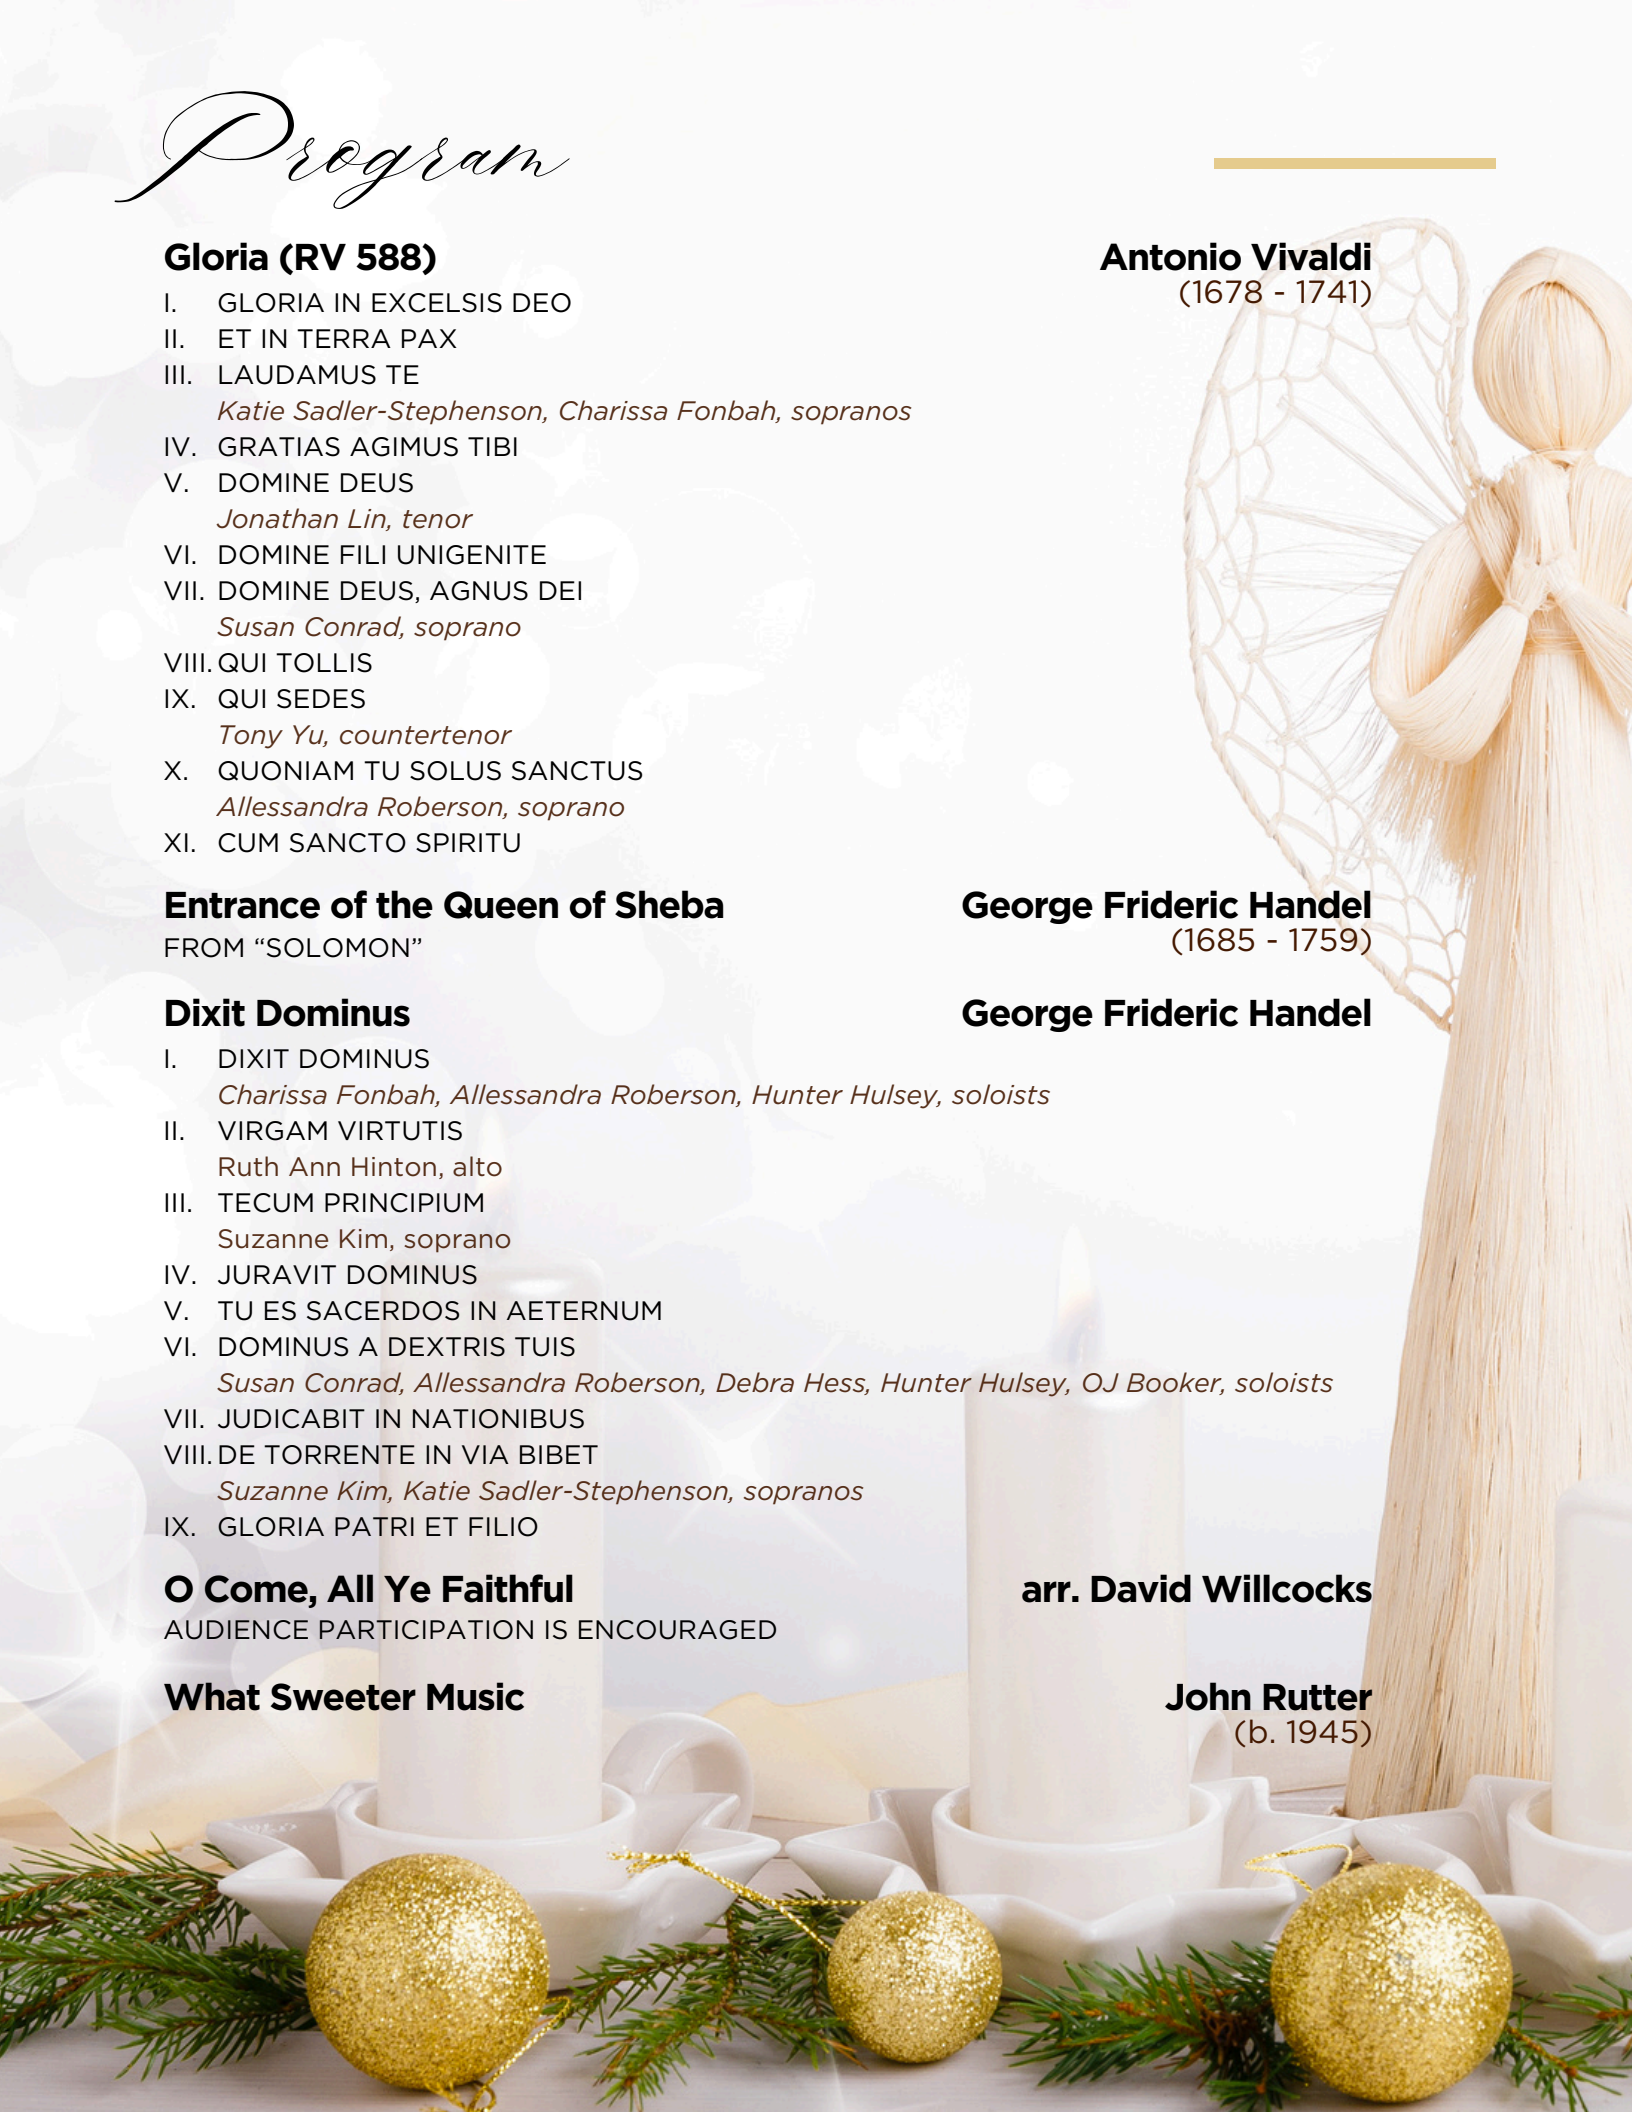 Program
Gloria (RV 588) Antonio Vivaldi
(1678 - 1741)
I. GLORIA IN EXCELSIS DEO
II. ET IN TERRA PAX
III. LAUDAMUS TE
Katie Sadler-Stephenson, Charissa Fonbah, sopranos
IV. GRATIAS AGIMUS TIBI
V. DOMINE DEUS
Jonathan Lin, tenor
VI. DOMINE FILI UNIGENITE
VII. DOMINE DEUS, AGNUS DEI
Susan Conrad, soprano
VIII. QUI TOLLIS
IX. QUI SEDES
Tony Yu, countertenor
X. QUONIAM TU SOLUS SANCTUS
Allessandra Roberson, soprano
XI. CUM SANCTO SPIRITU
Entrance of the Queen of Sheba George Frideric Handel
FROM “SOLOMON” (1685 - 1759)
Dixit Dominus George Frideric Handel
I. DIXIT DOMINUS
Charissa Fonbah, Allessandra Roberson, Hunter Hulsey, soloists
II. VIRGAM VIRTUTIS
Ruth Ann Hinton, alto
III. TECUM PRINCIPIUM
Suzanne Kim, soprano
IV. JURAVIT DOMINUS
V. TU ES SACERDOS IN AETERNUM
VI. DOMINUS A DEXTRIS TUIS
Susan Conrad, Allessandra Roberson, Debra Hess, Hunter Hulsey, OJ Booker, soloists
VII. JUDICABIT IN NATIONIBUS
VIII. DE TORRENTE IN VIA BIBET
Suzanne Kim, Katie Sadler-Stephenson, sopranos
IX. GLORIA PATRI ET FILIO
O Come, All Ye Faithful arr. David Willcocks
AUDIENCE PARTICIPATION IS ENCOURAGED
What Sweeter Music John Rutter
(b. 1945)